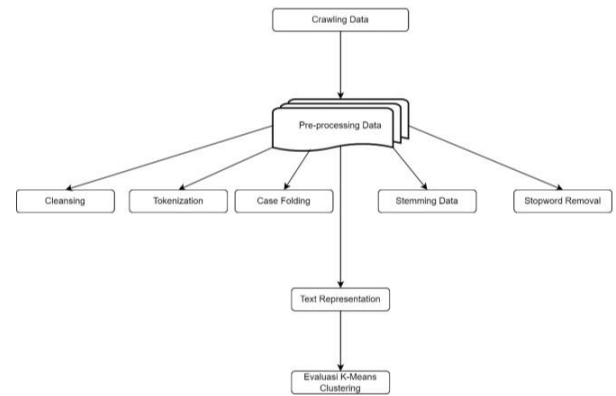 Crawling Data
Pre-processing Data
Cleansing
Tokenization
Case Folding
Stemming Data
Stopword Removal
Text Representation
Evaluasi K-Means
Clustering